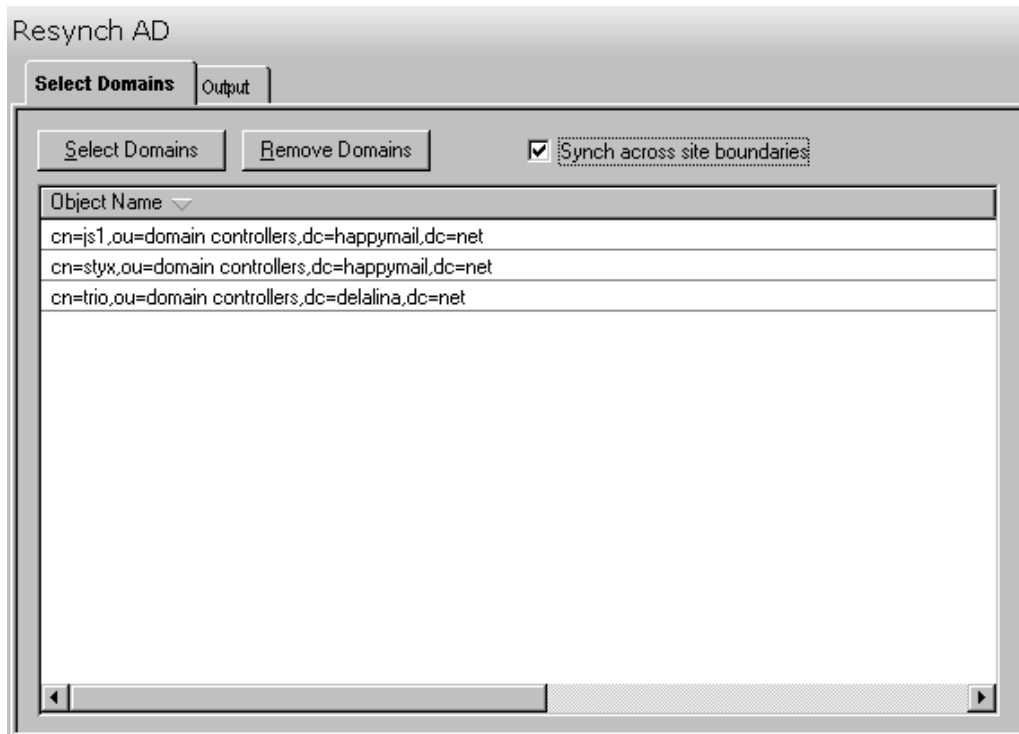 Resynch AD
Select Domains Output
Select Domains Remove Domains Synch across site boundaries
Object Name
cn=js1,ou=domain controllers,dc=happymail,dc=net
cn=styx,ou=domain controllers,dc=happymail,dc=net
cn=trio,ou=domain controllers,dc=delalina,dc=net